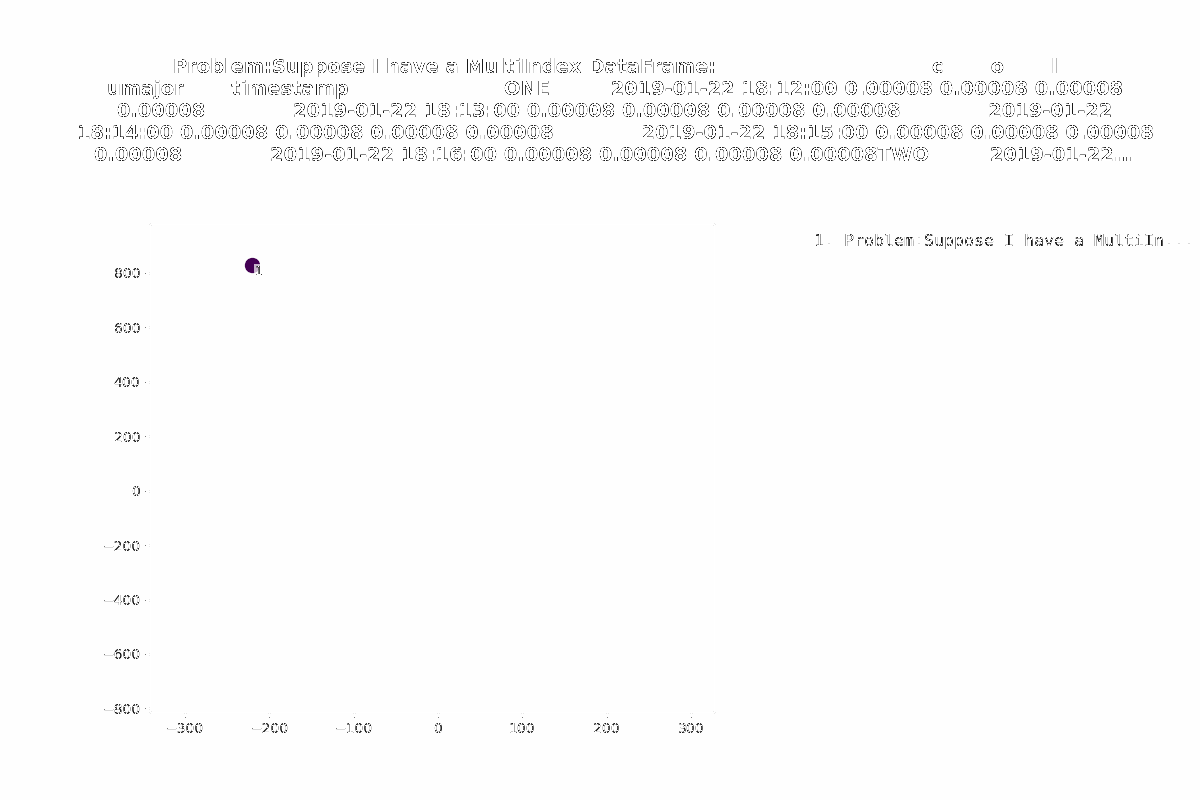 Problem:Suppose I have a MultiIndex DataFrame: c o l
umajor timestamp ONE 2019-01-22 18:12:00 0.00008 0.00008 0.00008
0.00008 2019-01-22 18:13:00 0.00008 0.00008 0.00008 0.00008 2019-01-22
18:14:00 0.00008 0.00008 0.00008 0.00008 2019-01-22 18:15:00 0.00008 0.00008 0.00008
0.00008 2019-01-22 18:16:00 0.00008 0.00008 0.00008 0.00008TWO 2019-01-22...
1. Problem:Suppose I have a MultiIn...
1
800
600
400
200
0
−200
−400
−600
−800
−300 −200 −100 0 100 200 300